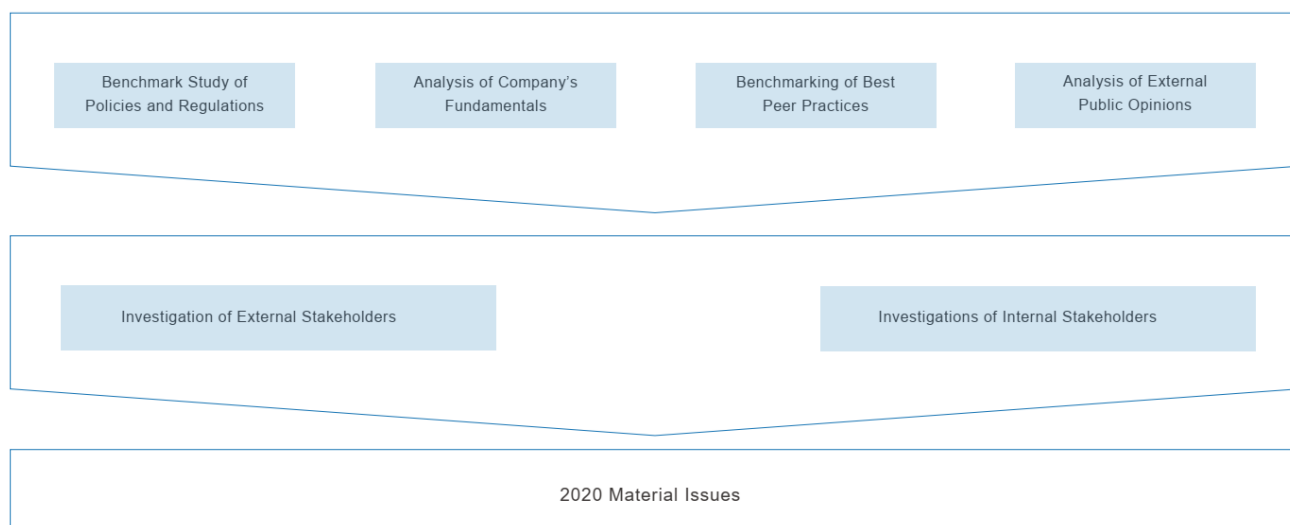 Benchmark Study of
Policies and Regulations
Analysis of Company's
Fundamentals
Benchmarking of Best
Peer Practices
Analysis of External
Public Opinions
Investigation of External Stakeholders
Investigations of Internal Stakeholders
2020 Material Issues